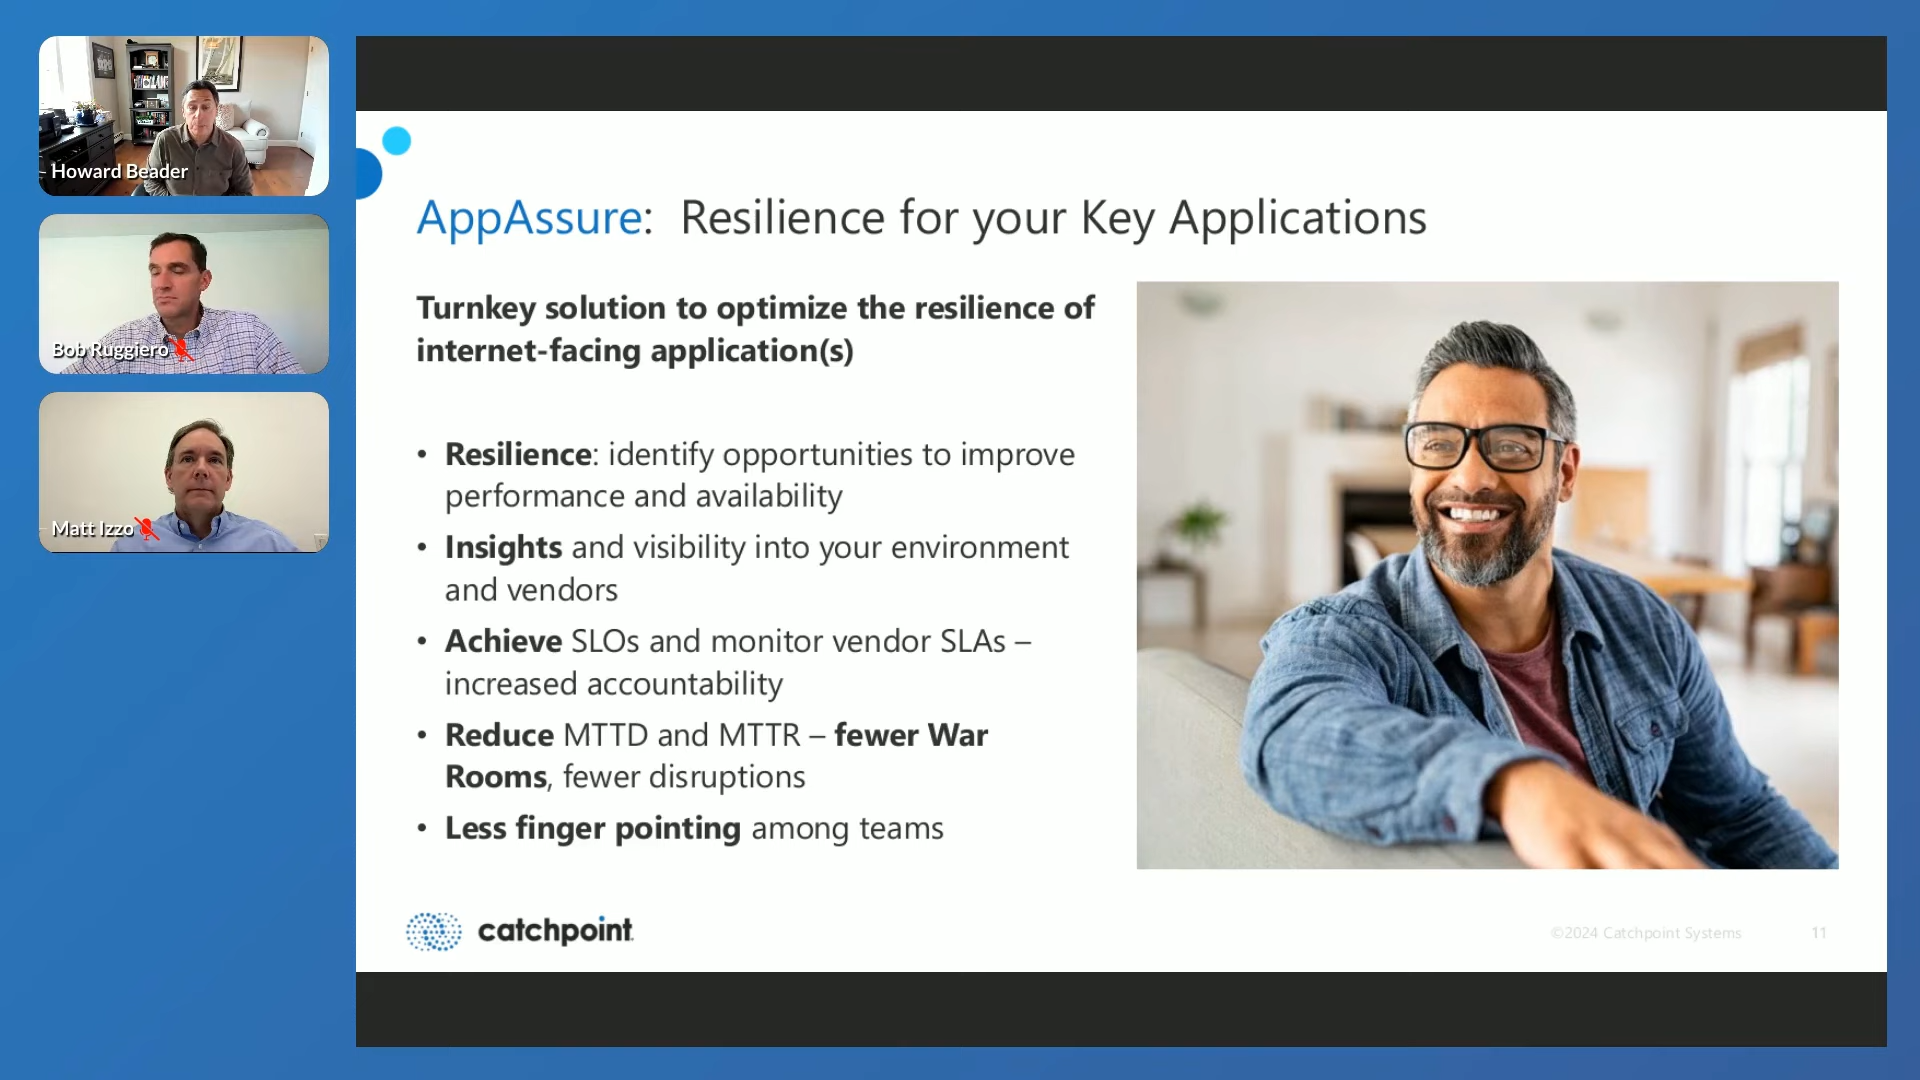 Howard Beader
Bob Ruggiero
Matt Izzo
AppAssure: Resilience for your Key Applications
Turnkey solution to optimize the resilience of
internet-facing application(s)
• Resilience: identify opportunities to improve
performance and availability
• Insights and visibility into your environment
and vendors
• Achieve SLOs and monitor vendor SLAs –
increased accountability
• Reduce MTTD and MTTR – fewer War
Rooms, fewer disruptions
• Less finger pointing among teams
catchpoint
©2024 Catchpoint Systems
11